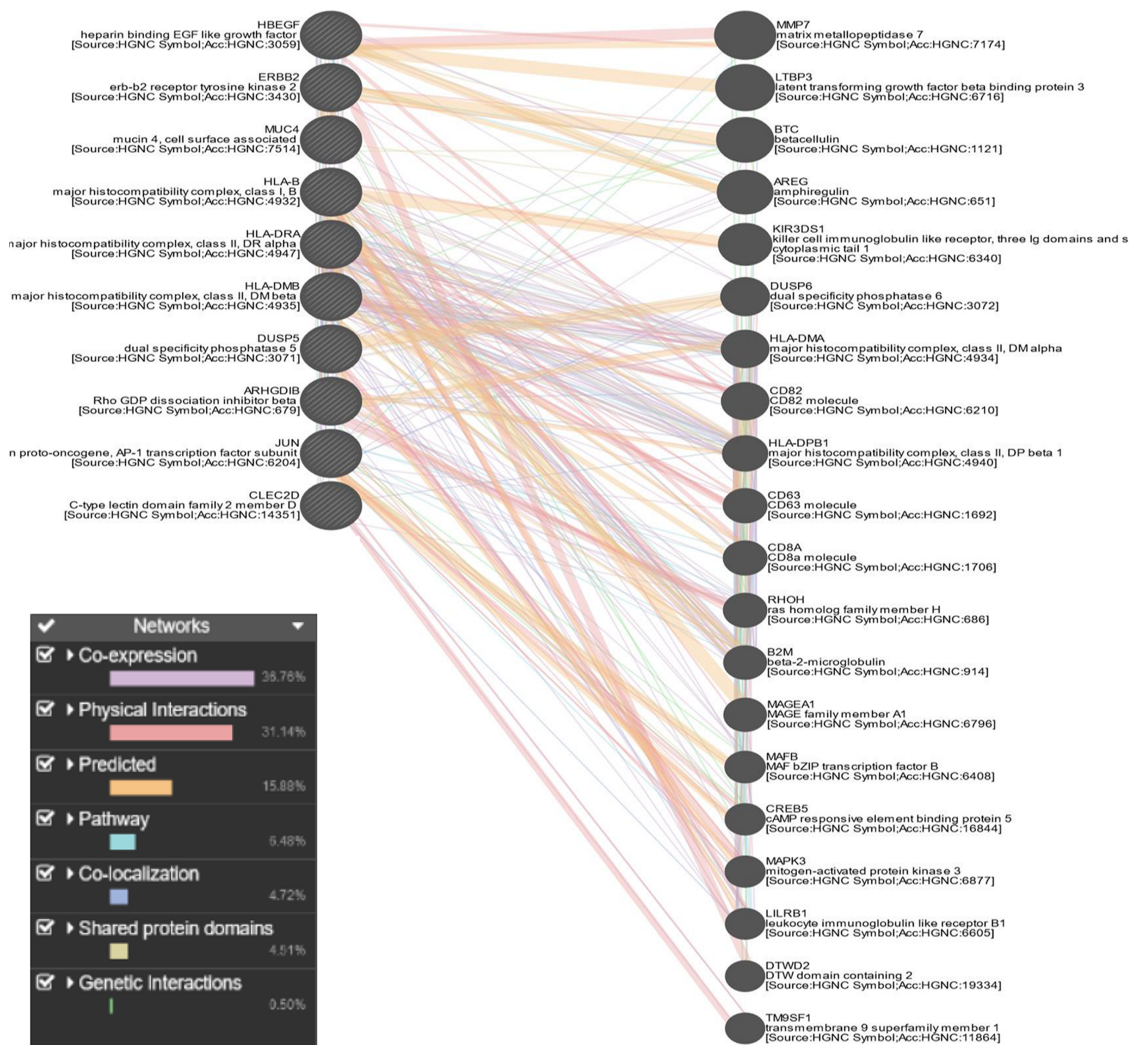 HBEGF
heparin binding EGF like growth factor
[Source:HGNC Symbol;Acc:HGNC:3059]
ERBB2
erb-b2 receptor tyrosine kinase 2
[Source:HGNC Symbol;Acc:HGNC:3430]
MUC4
mucin 4, cell surface associated
[Source:HGNC Symbol;Acc:HGNC:7514]
HLA-B
major histocompatibility complex, class I, B
[Source:HGNC Symbol;Acc:HGNC:4932]
HLA-DRA
najor histocompatibility complex, class II, DR alpha
[Source:HGNC Symbol;Acc:HGNC:4947]
HLA-DMB
major histocompatibility complex, class II, DM beta
[Source:HGNC Symbol;Acc:HGNC:4935]
DUSP5
dual specificity phosphatase 5
[Source:HGNC Symbol;Acc:HGNC:3071]
ARHGDIB
Rho GDP dissociation inhibitor beta
[Source:HGNC Symbol;Acc:HGNC:679]
JUN
n proto-oncogene, AP-1 transcription factor subunit
[Source:HGNC Symbol;Acc:HGNC:6204]
CLEC2D
C-type lectin domain family 2 member D
[Source:HGNC Symbol;Acc:HGNC:14351]
MMP7
matrix metallopeptidase 7
[Source:HGNC Symbol;Acc:HGNC:7174]
LTBP3
latent transforming growth factor beta binding protein 3
[Source:HGNC Symbol;Acc:HGNC:6716]
BTC
betacellulin
[Source:HGNC Symbol;Acc:HGNC:1121]
AREG
amphiregulin
[Source:HGNC Symbol;Acc:HGNC:651]
KIR3DS1
killer cell immunoglobulin like receptor, three Ig domains and s
cytoplasmic tail 1
[Source:HGNC Symbol;Acc:HGNC:6340]
DUSP6
dual specificity phosphatase 6
[Source:HGNC Symbol;Acc:HGNC:3072]
HLA-DMA
major histocompatibility complex, class II, DM alpha
[Source:HGNC Symbol;Acc:HGNC:4934]
CD82
CD82 molecule
[Source:HGNC Symbol;Acc:HGNC:6210]
HLA-DPB1
major histocompatibility complex, class II, DP beta 1
[Source:HGNC Symbol;Acc:HGNC:4940]
CD63
CD63 molecule
[Source:HGNC Symbol;Acc:HGNC:1692]
CD8A
CD8a molecule
[Source:HGNC Symbol;Acc:HGNC:1706]
RHOH
ras homolog family member H
[Source:HGNC Symbol;Acc:HGNC:686]
B2M
beta-2-microglobulin
[Source:HGNC Symbol;Acc:HGNC:914]
MAGEA1
MAGE family member A1
[Source:HGNC Symbol;Acc:HGNC:6796]
MAFB
MAF bZIP transcription factor B
[Source:HGNC Symbol;Acc:HGNC:6408]
CREB5
cAMP responsive element binding protein 5
[Source:HGNC Symbol;Acc:HGNC:16844]
MAPK3
mitogen-activated protein kinase 3
[Source:HGNC Symbol;Acc:HGNC:6877]
LILRB1
leukocyte immunoglobulin like receptor B1
[Source:HGNC Symbol;Acc:HGNC:6605]
DTWD2
DTW domain containing 2
[Source:HGNC Symbol;Acc:HGNC:19334]
TM9SF1
transmembrane 9 superfamily member 1
[Source:HGNC Symbol;Acc:HGNC:11864]
Networks
Co-expression
36.76%
Physical Interactions
31.14%
Predicted
15.88%
Pathway
6.48%
Co-localization
4.72%
Shared protein domains
4.51%
Genetic Interactions
0.50%